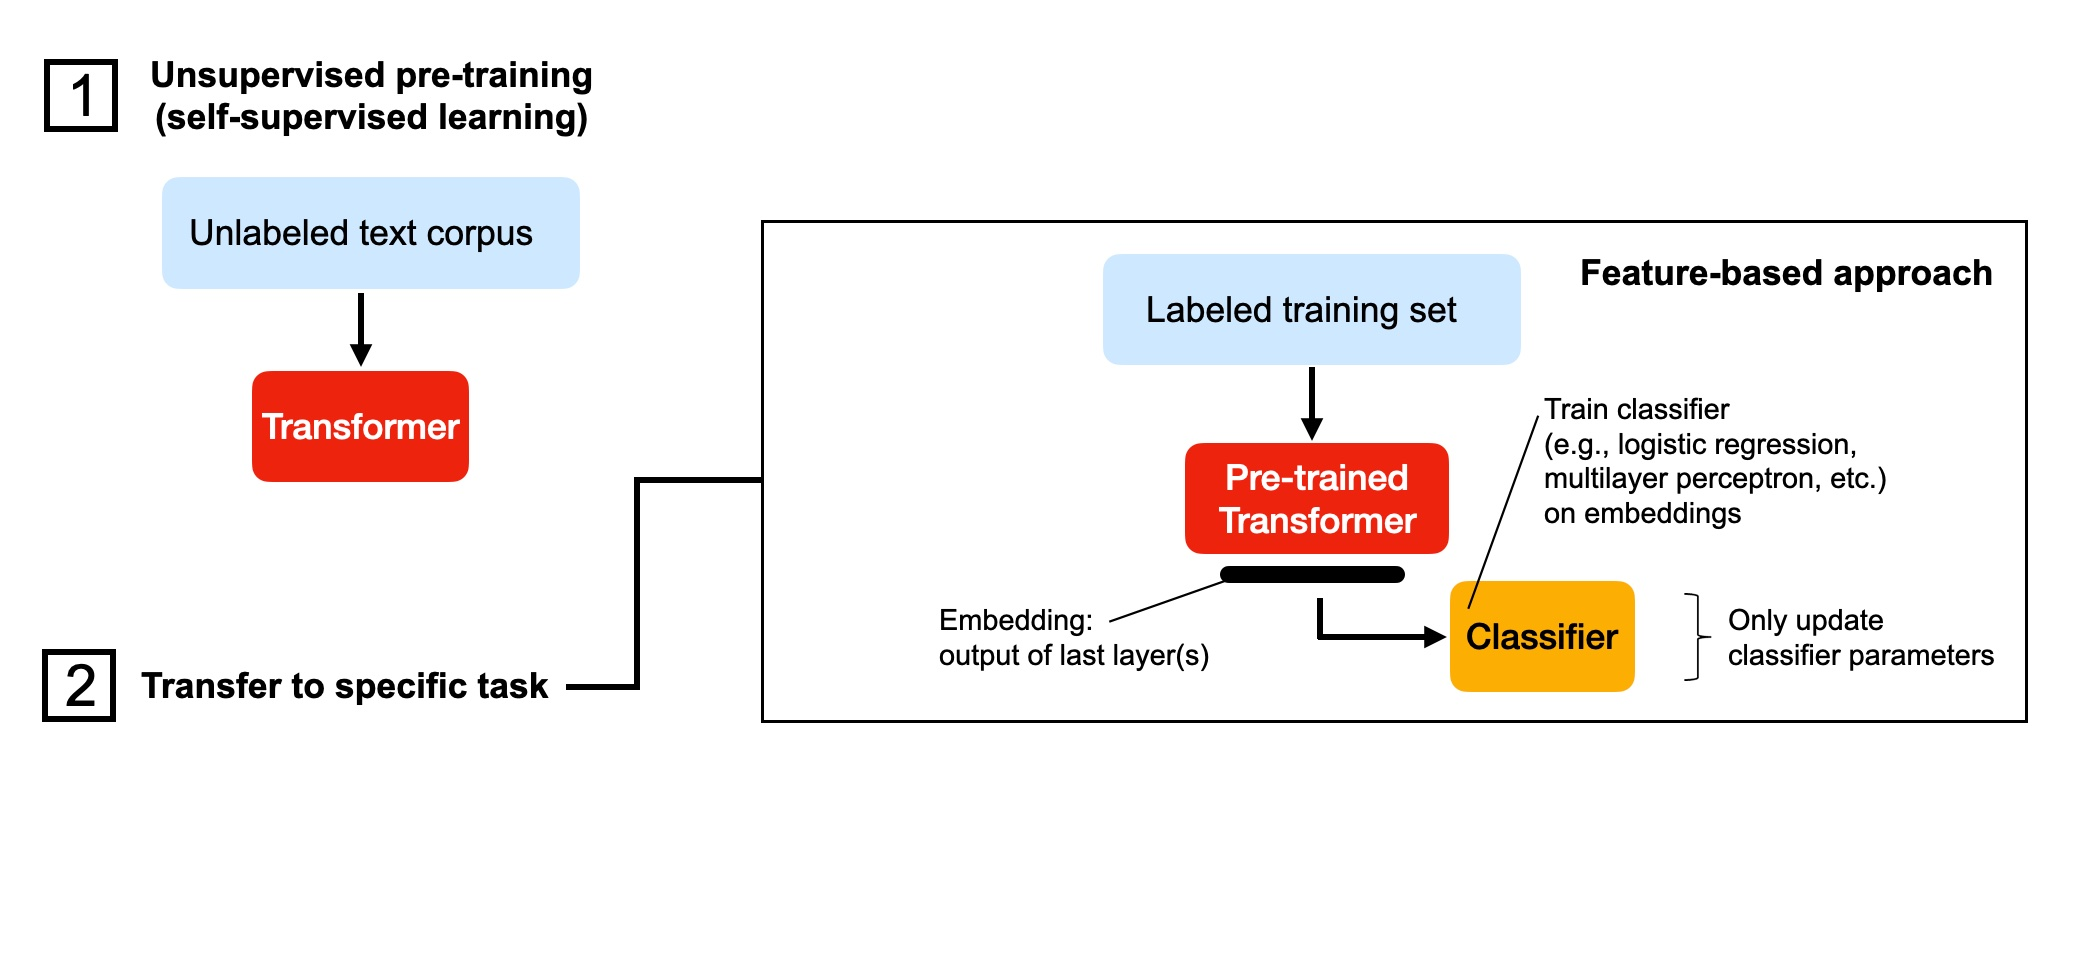 1
Unsupervised pre-training
(self-supervised learning)
Unlabeled text corpus
Transformer
2
Transfer to specific task
Feature-based approach
Labeled training set
Pre-trained
Transformer
Train classifier
(e.g., logistic regression,
multilayer perceptron, etc.)
on embeddings
Embedding:
output of last layer(s)
Classifier
Only update
classifier parameters